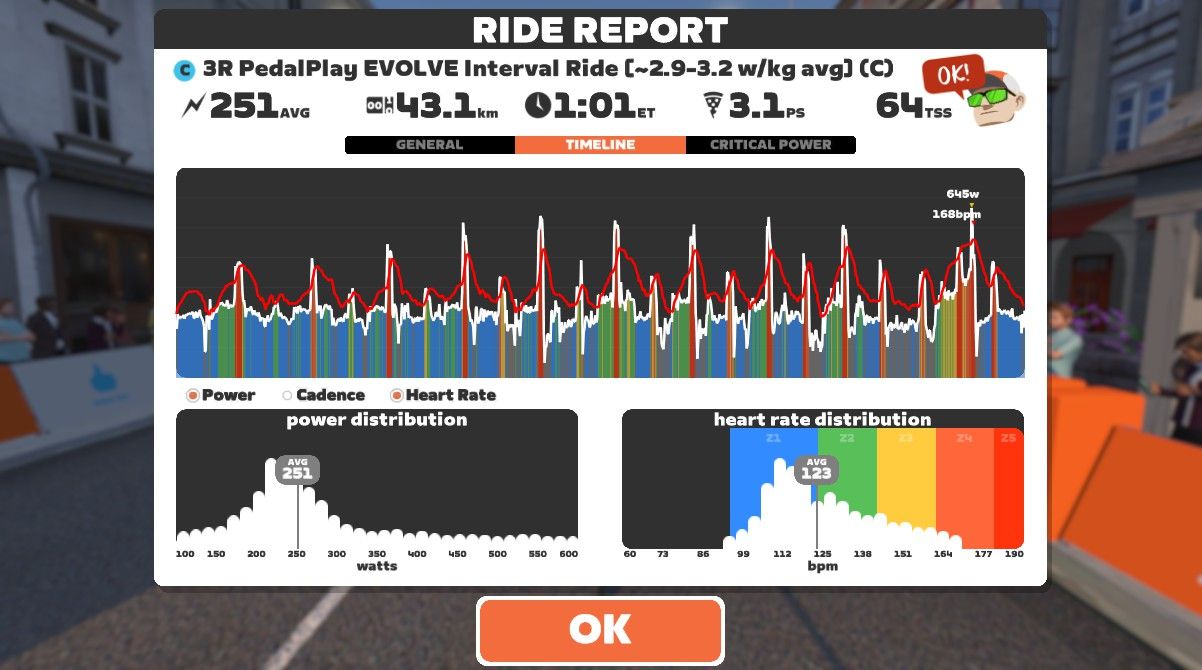 RIDE REPORT
C 3R PedalPlay EVOLVE Interval Ride [~2.9-3.2 w/kg avg] (C)
OK!
251AVG 43.1km 1:01ET 3.1PS 64TSS
GENERAL TIMELINE CRITICAL POWER
645w
168bpm
Power Cadence Heart Rate
power distribution
AVG
251
100 150 200 250 300 350 400 450 500 550 600
watts
heart rate distribution
Z1 Z2 Z3 Z4 Z5
AVG
123
60 73 86 99 112 125 138 151 164 177 190
bpm
OK